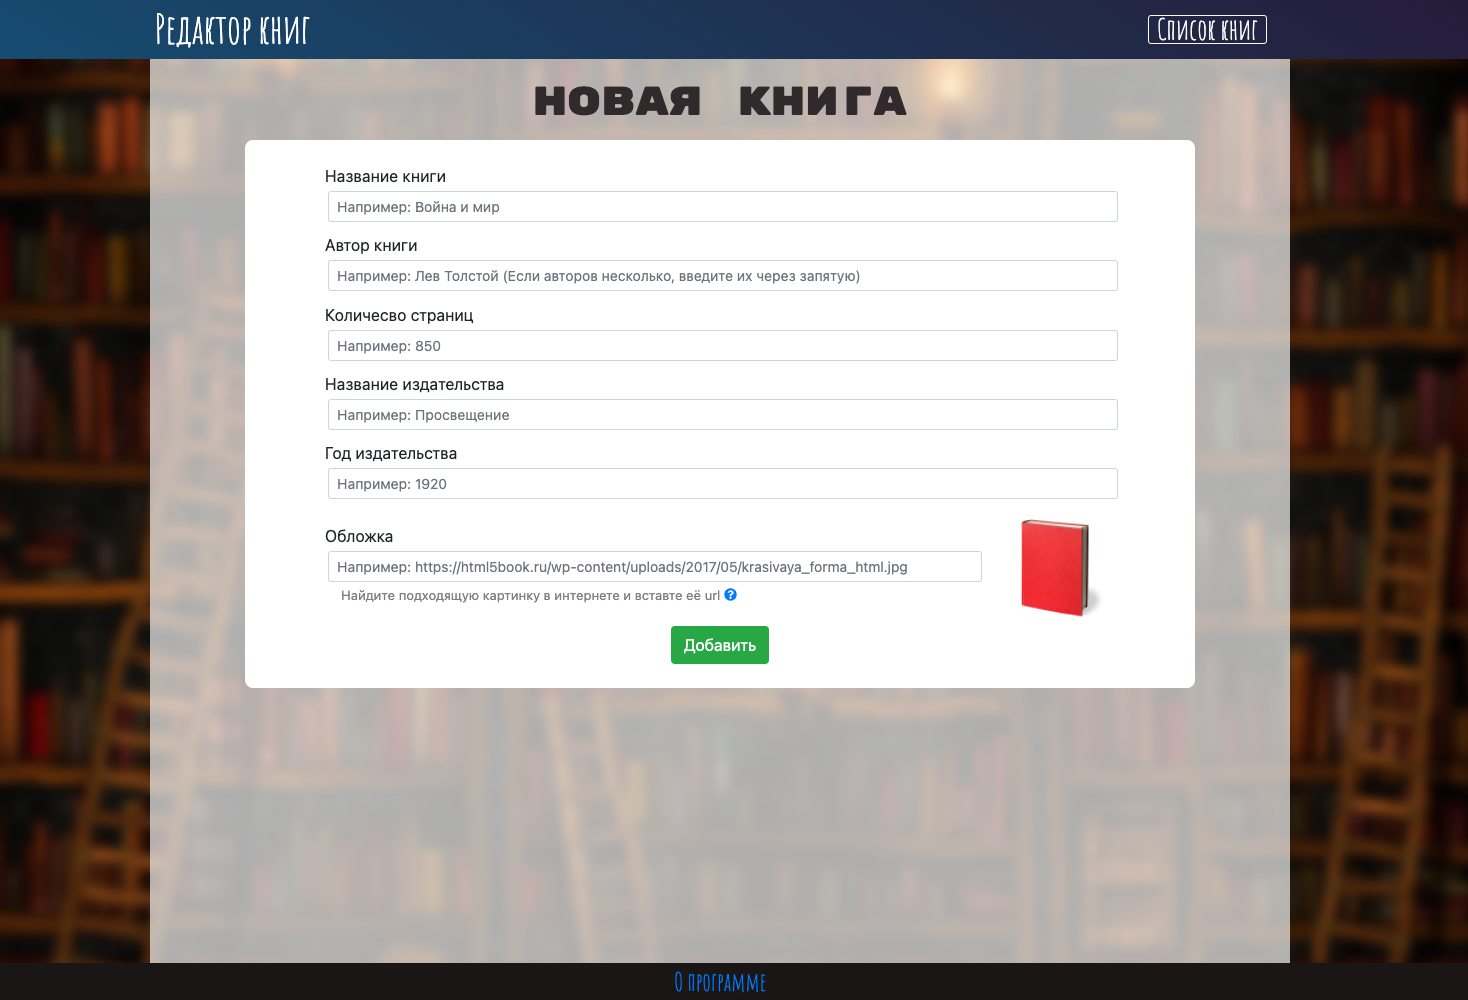 Редактор книг
Список книг
НОВАЯ КНИГА
Название книги
Например: Война и мир
Автор книги
Например: Лев Толстой (Если авторов несколько, введите их через запятую)
Количесво страниц
Например: 850
Название издательства
Например: Просвещение
Год издательства
Например: 1920
Обложка
Например: https://html5book.ru/wp-content/uploads/2017/05/krasivaya_forma_html.jpg
Найдите подходящую картинку в интернете и вставте её url ?
Добавить
О программе